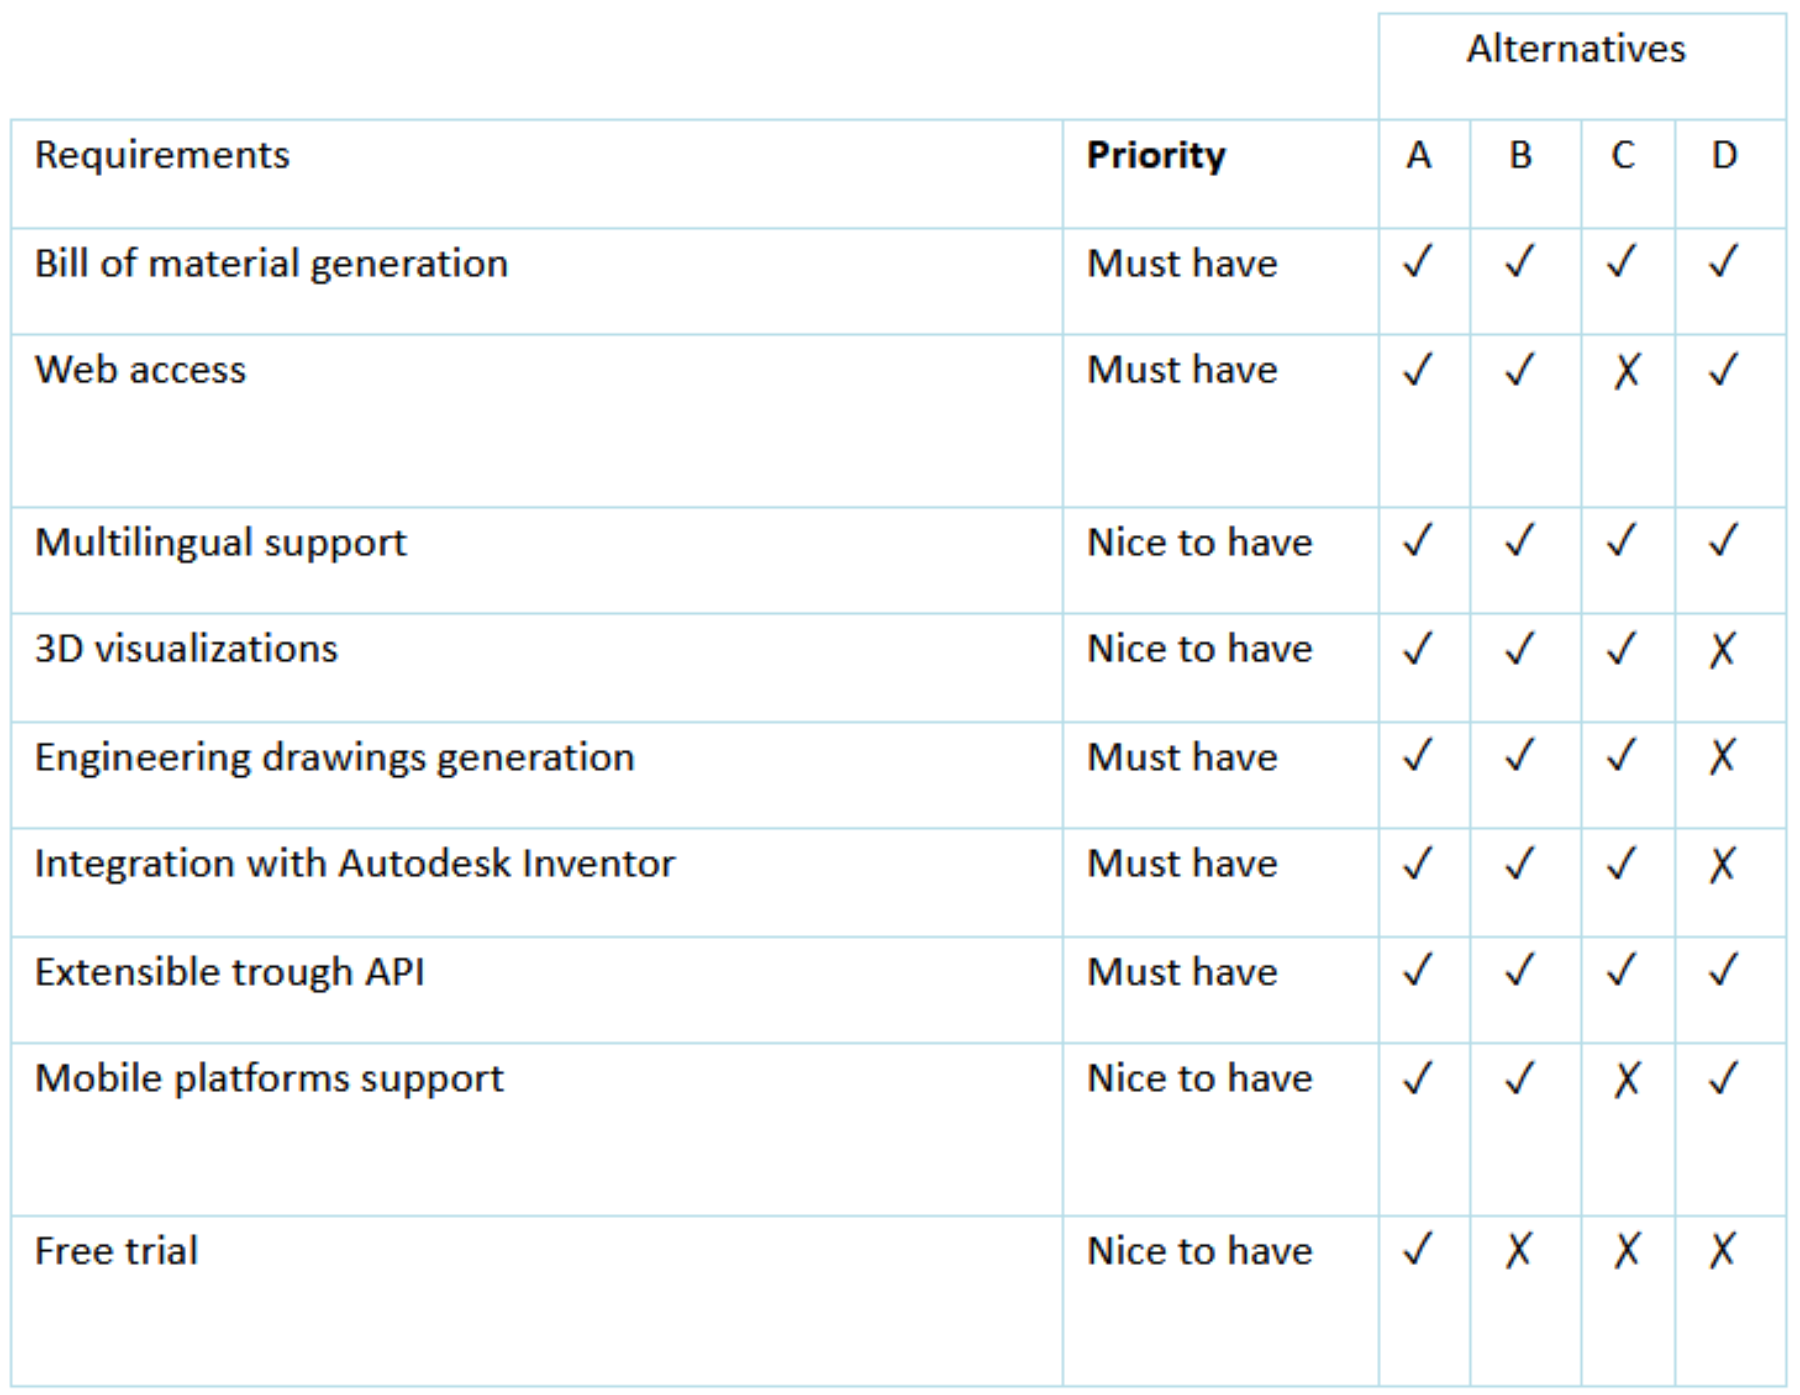 Alternatives
Requirements Priority A B C D
Bill of material generation Must have ✓ ✓ ✓ ✓
Web access Must have ✓ ✓ ✗ ✓
Multilingual support Nice to have ✓ ✓ ✓ ✓
3D visualizations Nice to have ✓ ✓ ✓ ✗
Engineering drawings generation Must have ✓ ✓ ✓ ✗
Integration with Autodesk Inventor Must have ✓ ✓ ✓ ✗
Extensible trough API Must have ✓ ✓ ✓ ✓
Mobile platforms support Nice to have ✓ ✓ ✗ ✓
Free trial Nice to have ✓ ✗ ✗ ✗